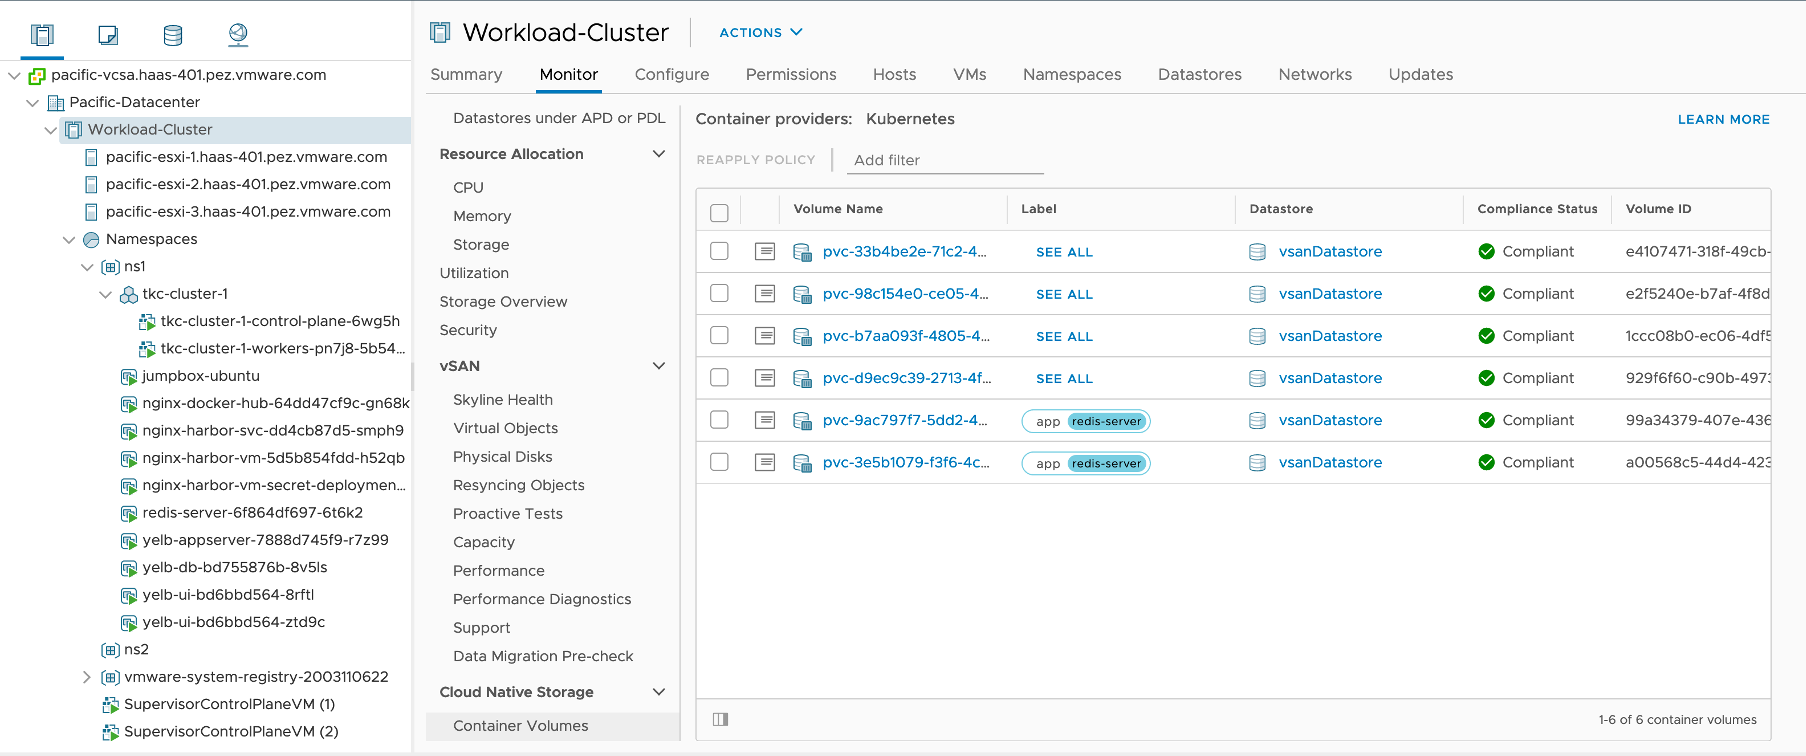 pacific-vcsa.haas-401.pez.vmware.com
Pacific-Datacenter
Workload-Cluster
pacific-esxi-1.haas-401.pez.vmware.com
pacific-esxi-2.haas-401.pez.vmware.com
pacific-esxi-3.haas-401.pez.vmware.com
Namespaces
ns1
tkc-cluster-1
tkc-cluster-1-control-plane-6wg5h
tkc-cluster-1-workers-pn7j8-5b54...
jumpbox-ubuntu
nginx-docker-hub-64dd47cf9c-gn68k
nginx-harbor-svc-dd4cb87d5-smph9
nginx-harbor-vm-5d5b854fdd-h52qb
nginx-harbor-vm-secret-deploymen...
redis-server-6f864df697-6t6k2
yelb-appserver-7888d745f9-r7z99
yelb-db-bd755876b-8v5ls
yelb-ui-bd6bbd564-8rftl
yelb-ui-bd6bbd564-ztd9c
ns2
vmware-system-registry-2003110622
SupervisorControlPlaneVM (1)
SupervisorControlPlaneVM (2)
Workload-Cluster ACTIONS
Summary Monitor Configure Permissions Hosts VMs Namespaces Datastores Networks Updates
Datastores under APD or PDL
Resource Allocation
CPU
Memory
Storage
Utilization
Storage Overview
Security
vSAN
Skyline Health
Virtual Objects
Physical Disks
Resyncing Objects
Proactive Tests
Capacity
Performance
Performance Diagnostics
Support
Data Migration Pre-check
Cloud Native Storage
Container Volumes
Container providers: Kubernetes LEARN MORE
REAPPLY POLICY Add filter
Volume Name Label Datastore Compliance Status Volume ID
pvc-33b4be2e-71c2-4... SEE ALL vsanDatastore Compliant e4107471-318f-49cb-
pvc-98c154e0-ce05-4... SEE ALL vsanDatastore Compliant e2f5240e-b7af-4f8d
pvc-b7aa093f-4805-4... SEE ALL vsanDatastore Compliant 1ccc08b0-ec06-4df5
pvc-d9ec9c39-2713-4f... SEE ALL vsanDatastore Compliant 929f6f60-c90b-4973
pvc-9ac797f7-5dd2-4... app redis-server vsanDatastore Compliant 99a34379-407e-436
pvc-3e5b1079-f3f6-4c... app redis-server vsanDatastore Compliant a00568c5-44d4-423
1-6 of 6 container volumes